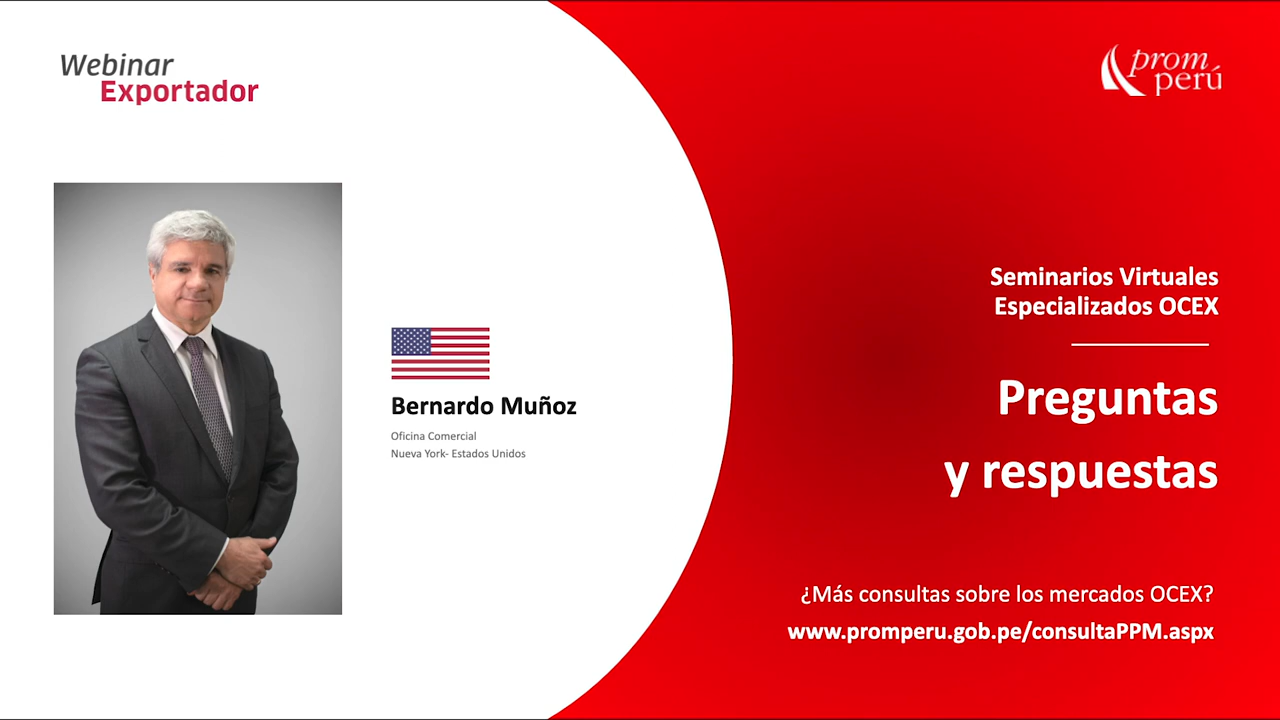 Webinar
Exportador
prom
perú
Bernardo Muñoz
Oficina Comercial
Nueva York- Estados Unidos
Seminarios Virtuales
Especializados OCEX
Preguntas
y respuestas
¿Más consultas sobre los mercados OCEX?
www.promperu.gob.pe/consultaPPM.aspx